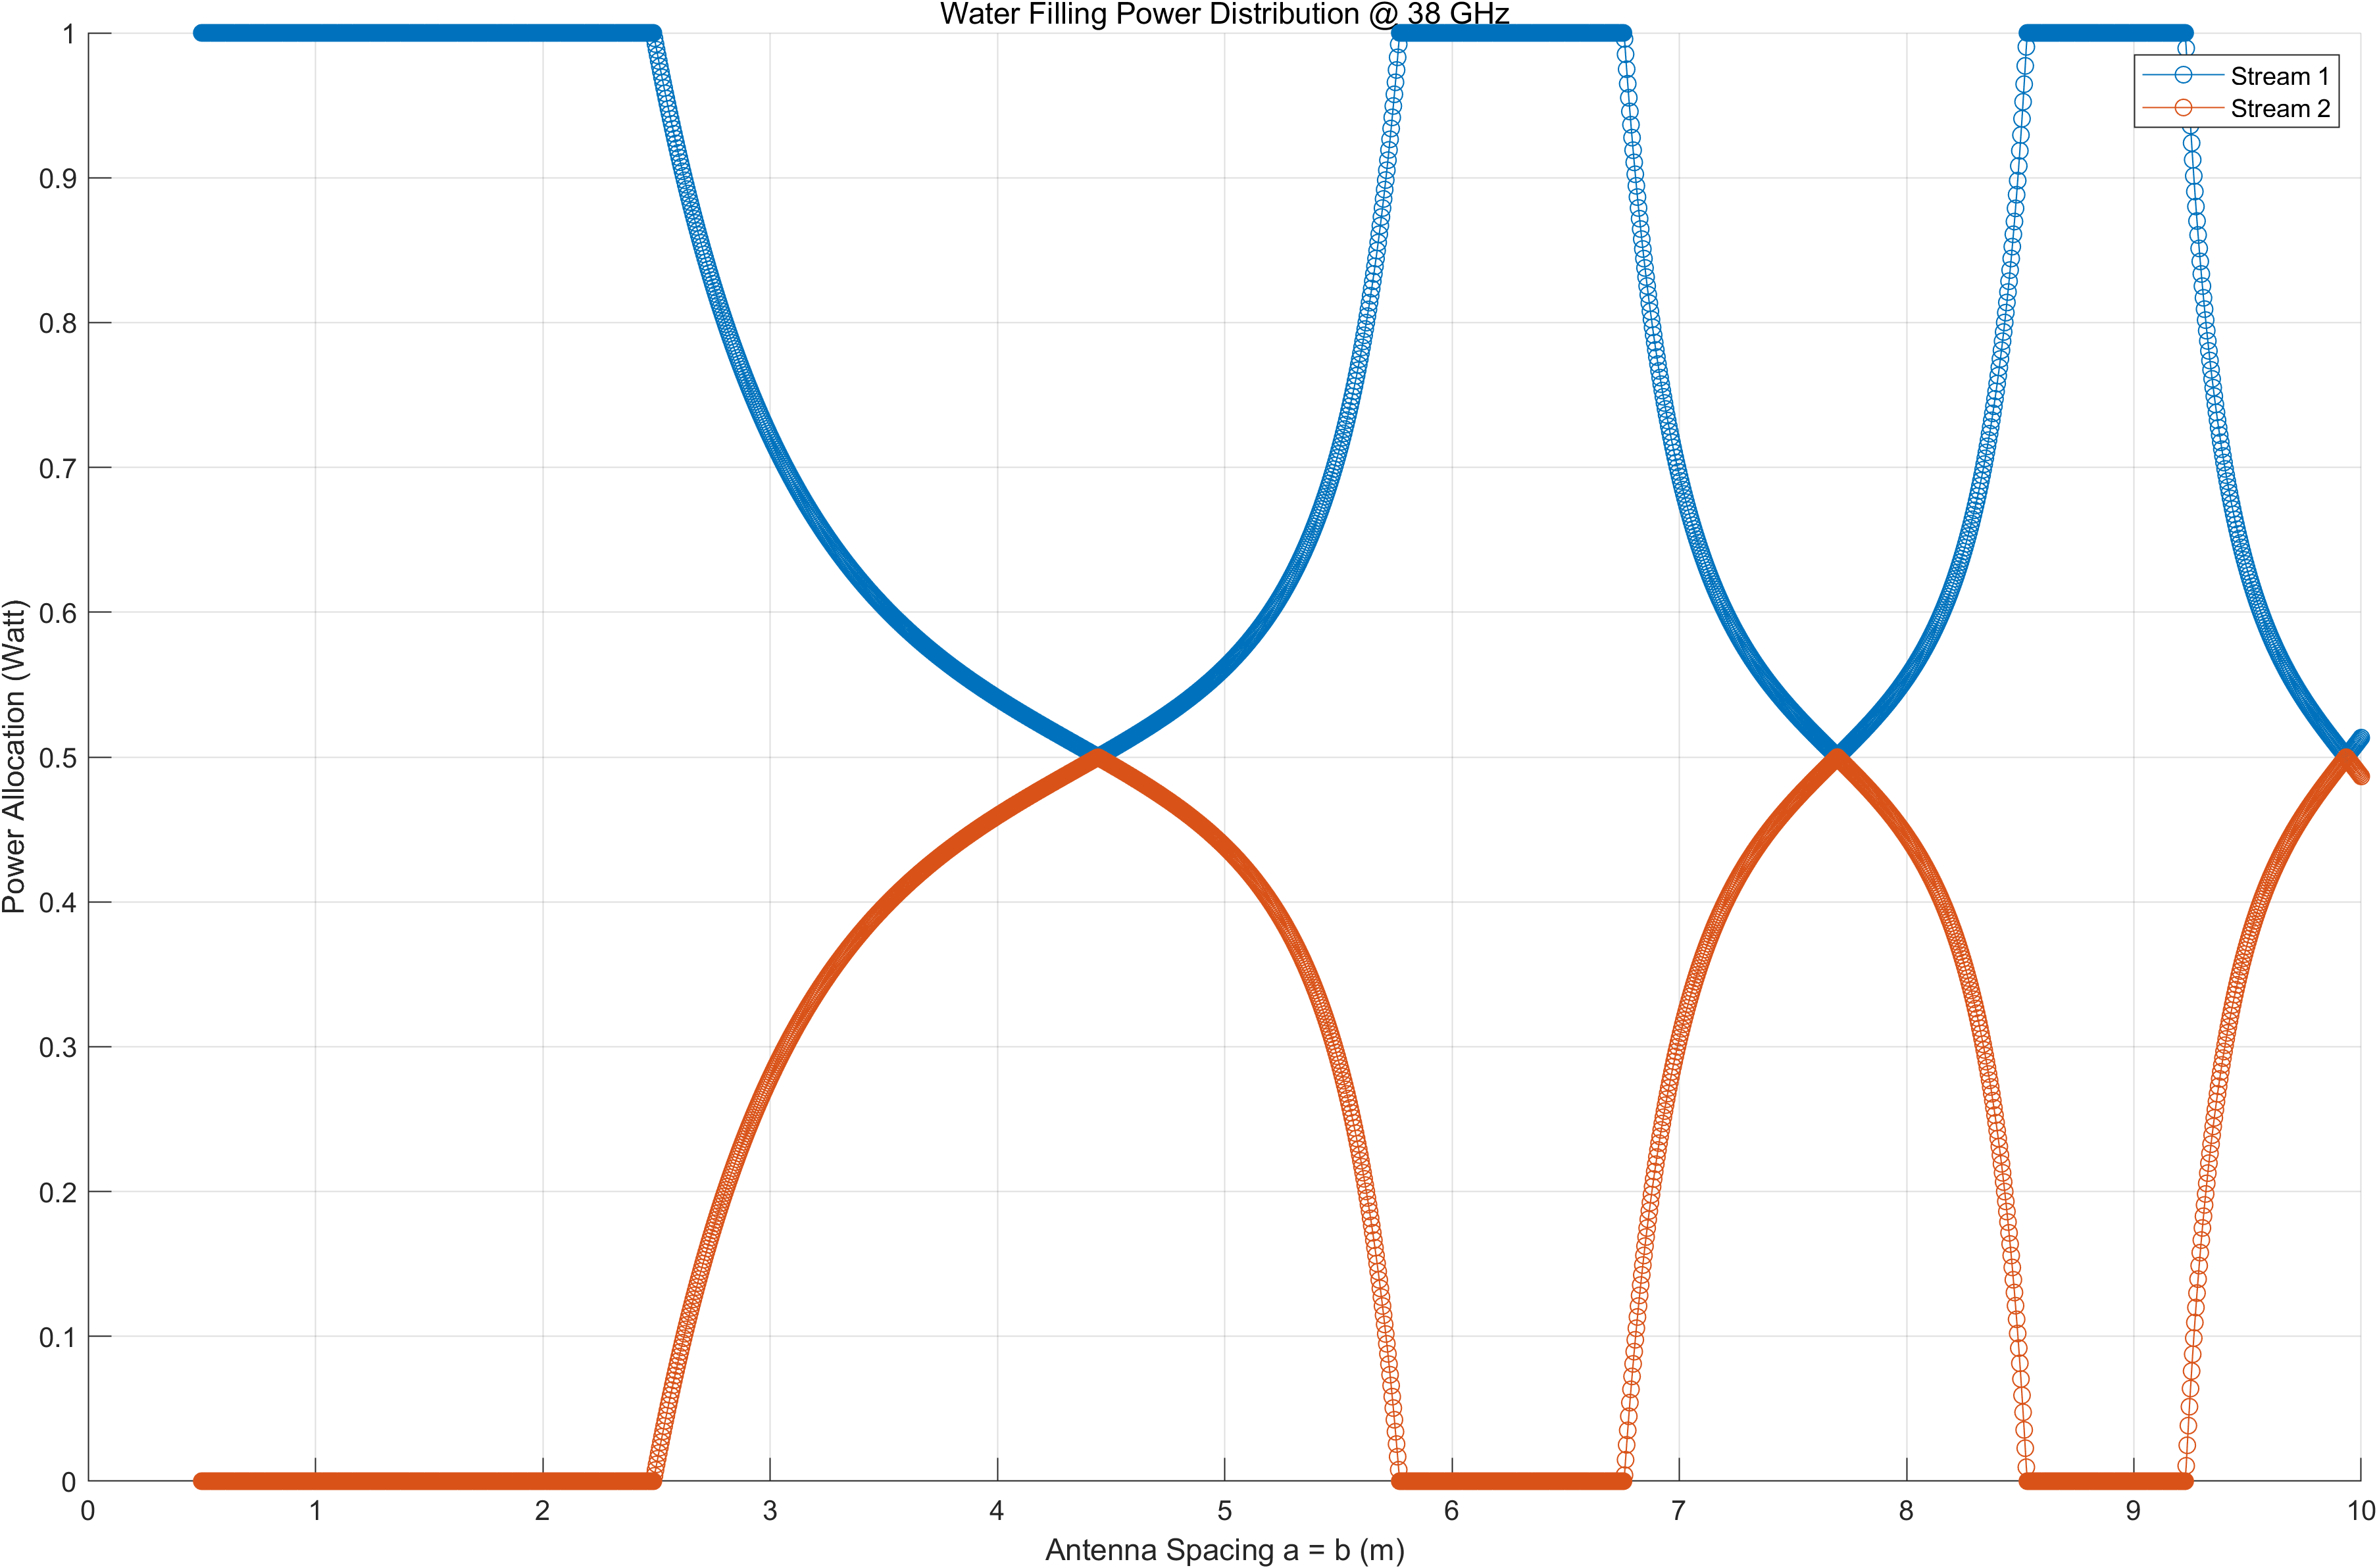 Water Filling Power Distribution @ 38 GHz
Stream 1
Stream 2
Power Allocation (Watt)
1
0.9
0.8
0.7
0.6
0.5
0.4
0.3
0.2
0.1
0
0 1 2 3 4 5 6 7 8 9 10
Antenna Spacing a = b (m)